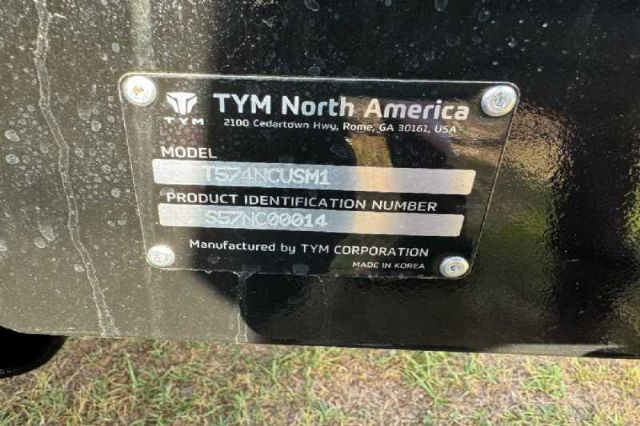 TYM
TYM North America
2100 Cedartown Hwy, Rome, GA 30161, USA
MODEL
T574NCUSM1
PRODUCT IDENTIFICATION NUMBER
S57NC00014
Manufactured by TYM CORPORATION
MADE IN KOREA